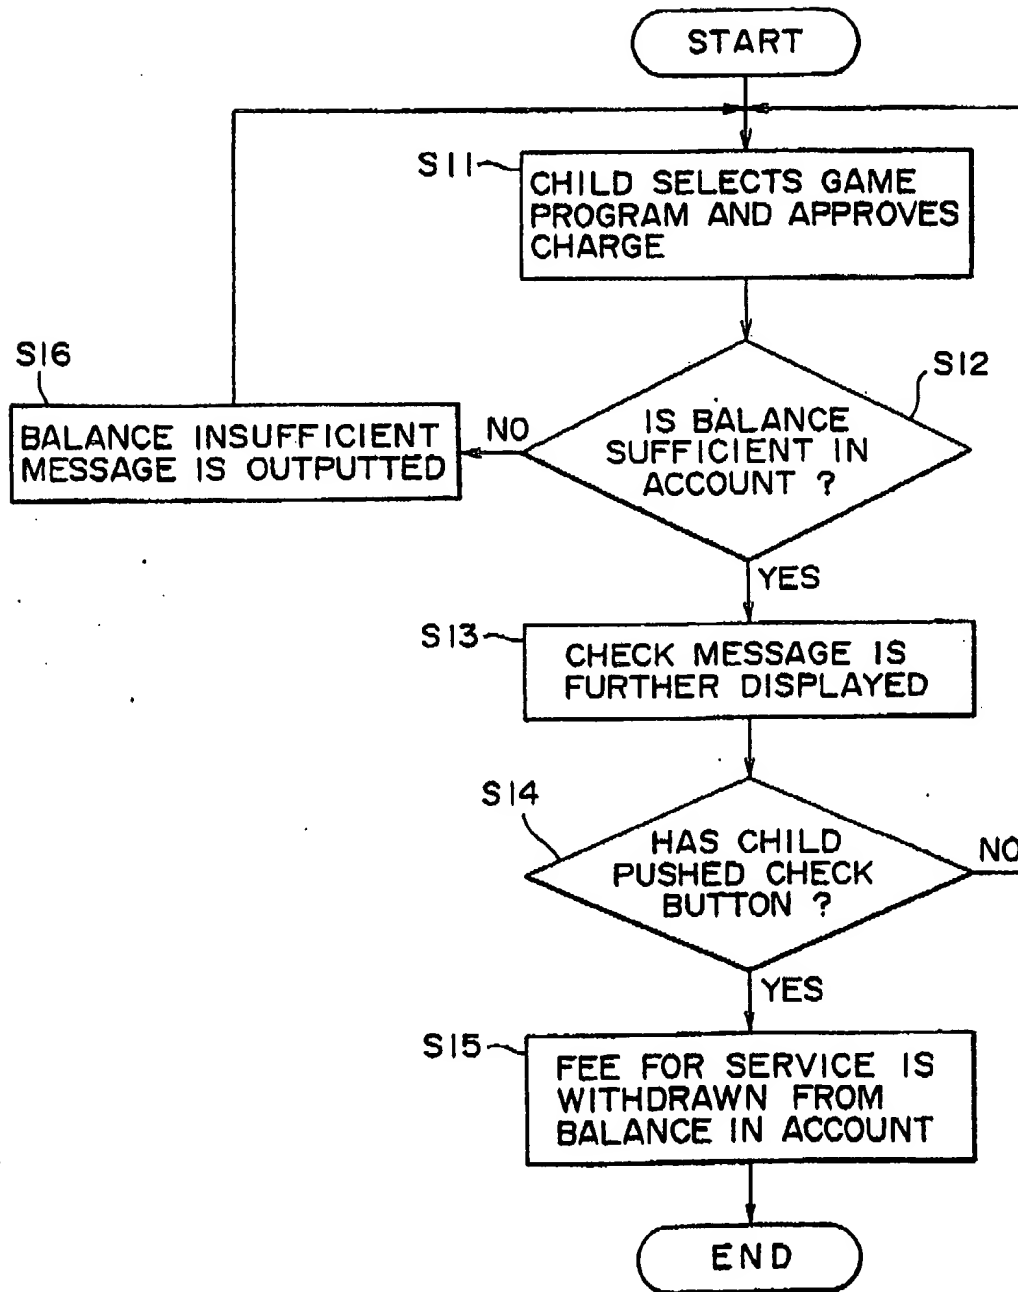 START
S11
CHILD SELECTS GAME
PROGRAM AND APPROVES
CHARGE
S16
BALANCE INSUFFICIENT
MESSAGE IS OUTPUTTED
NO
S12
IS BALANCE
SUFFICIENT IN
ACCOUNT ?
YES
S13
CHECK MESSAGE IS
FURTHER DISPLAYED
S14
HAS CHILD
PUSHED CHECK
BUTTON ?
NO
YES
S15
FEE FOR SERVICE IS
WITHDRAWN FROM
BALANCE IN ACCOUNT
END